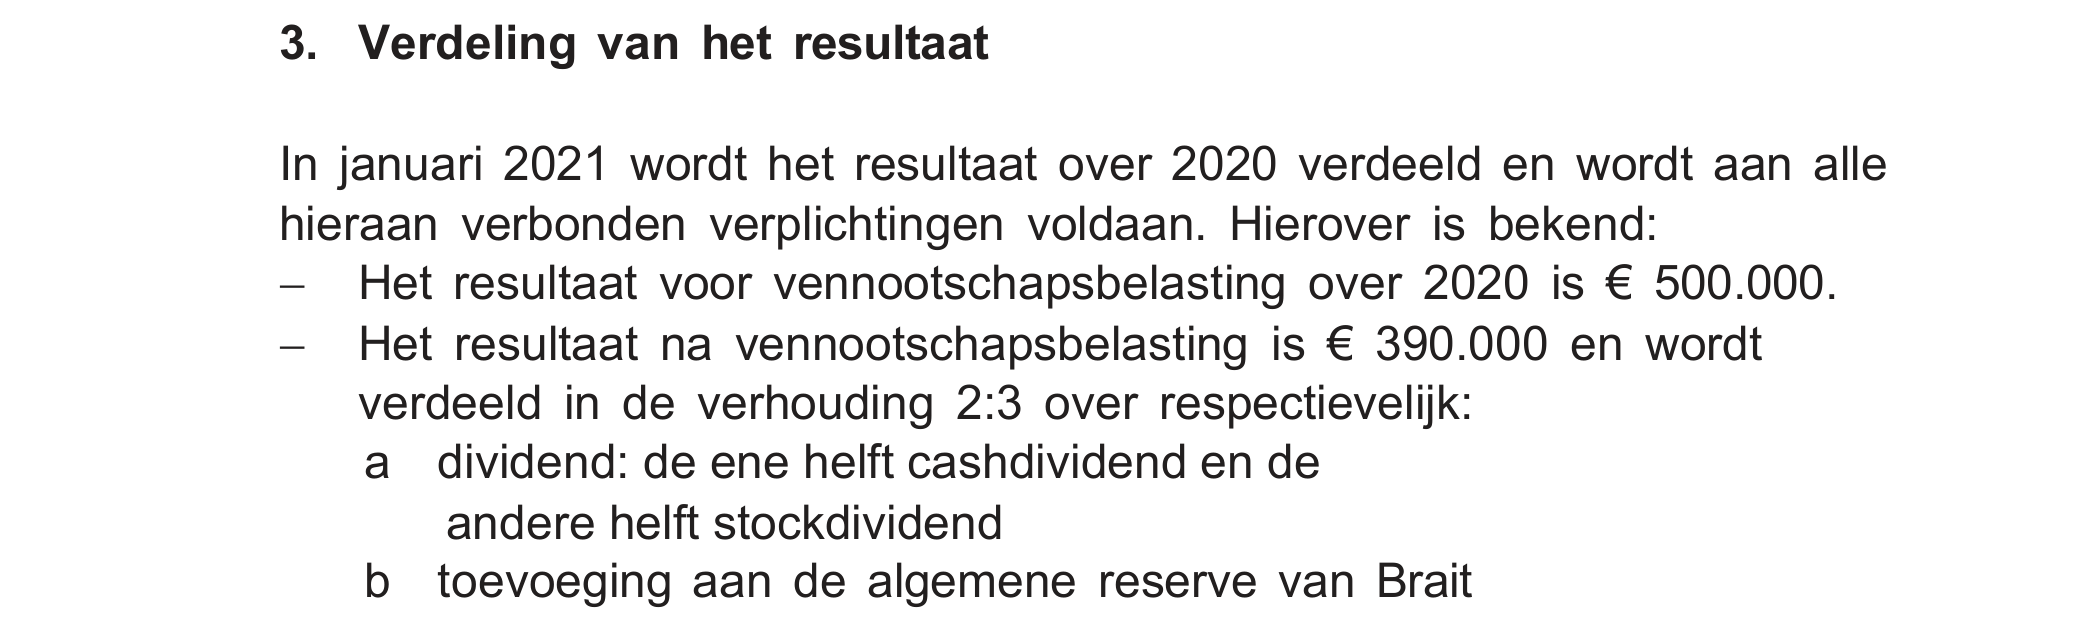 3. Verdeling van het resultaat
In januari 2021 wordt het resultaat over 2020 verdeeld en wordt aan alle
hieraan verbonden verplichtingen voldaan. Hierover is bekend:
– Het resultaat voor vennootschapsbelasting over 2020 is € 500.000.
– Het resultaat na vennootschapsbelasting is € 390.000 en wordt
verdeeld in de verhouding 2:3 over respectievelijk:
a dividend: de ene helft cashdividend en de
andere helft stockdividend
b toevoeging aan de algemene reserve van Brait